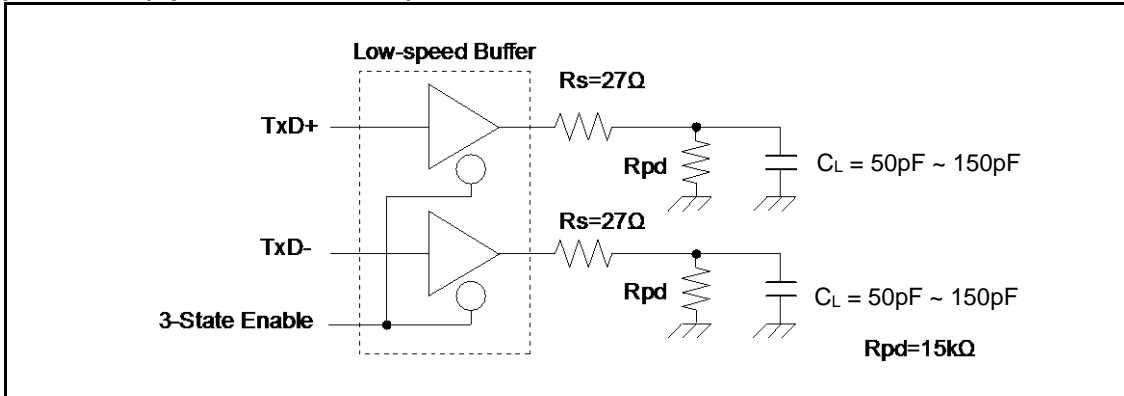 Low-speed Buffer
Rs=27Ω
TxD+
Rpd
CL = 50pF ~ 150pF
Rs=27Ω
TxD-
Rpd
CL = 50pF ~ 150pF
3-State Enable
Rpd=15kΩ